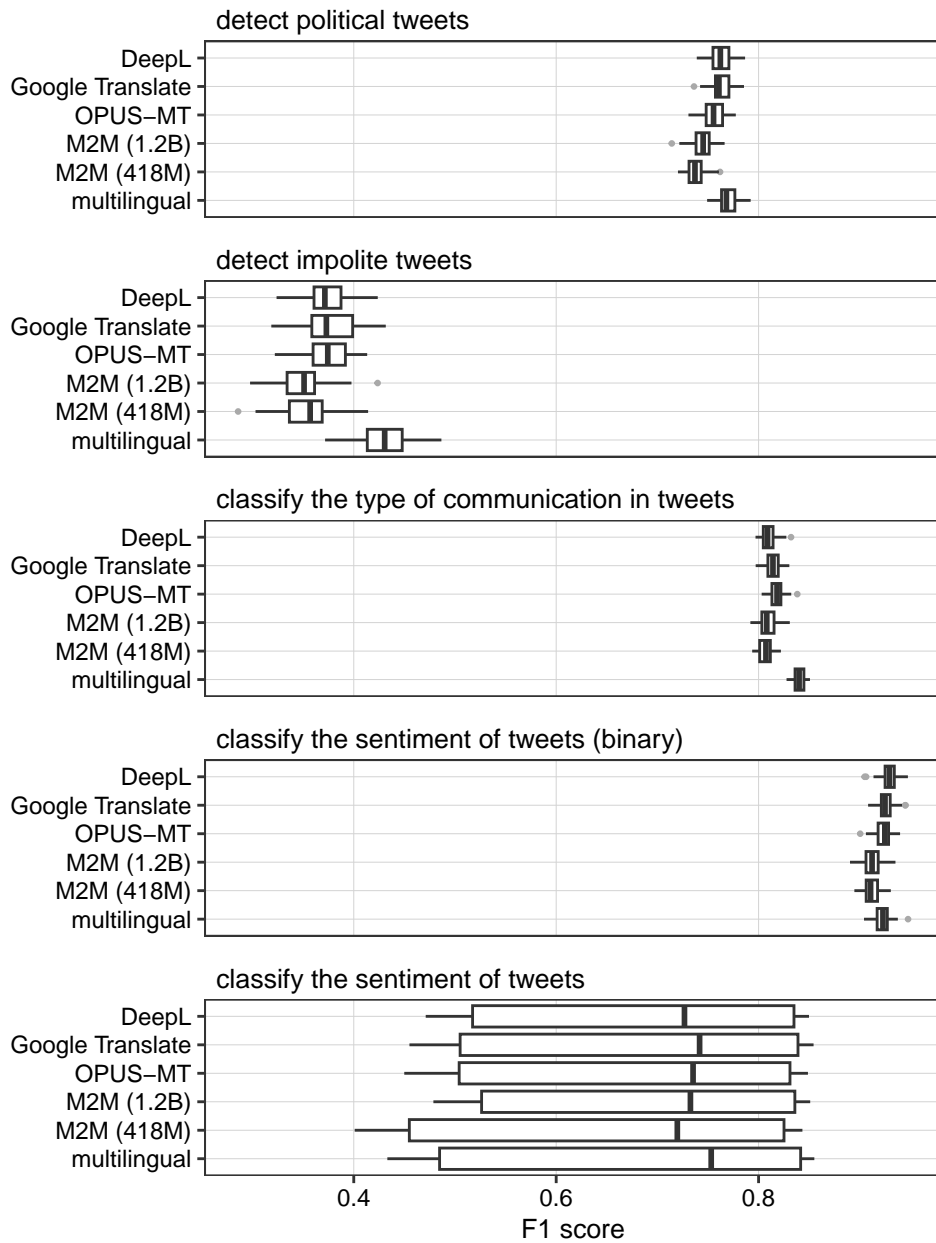 detect political tweets
DeepL
Google Translate
OPUS−MT
M2M (1.2B)
M2M (418M)
multilingual
detect impolite tweets
DeepL
Google Translate
OPUS−MT
M2M (1.2B)
M2M (418M)
multilingual
classify the type of communication in tweets
DeepL
Google Translate
OPUS−MT
M2M (1.2B)
M2M (418M)
multilingual
classify the sentiment of tweets (binary)
DeepL
Google Translate
OPUS−MT
M2M (1.2B)
M2M (418M)
multilingual
classify the sentiment of tweets
DeepL
Google Translate
OPUS−MT
M2M (1.2B)
M2M (418M)
multilingual
0.4 0.6 0.8
F1 score